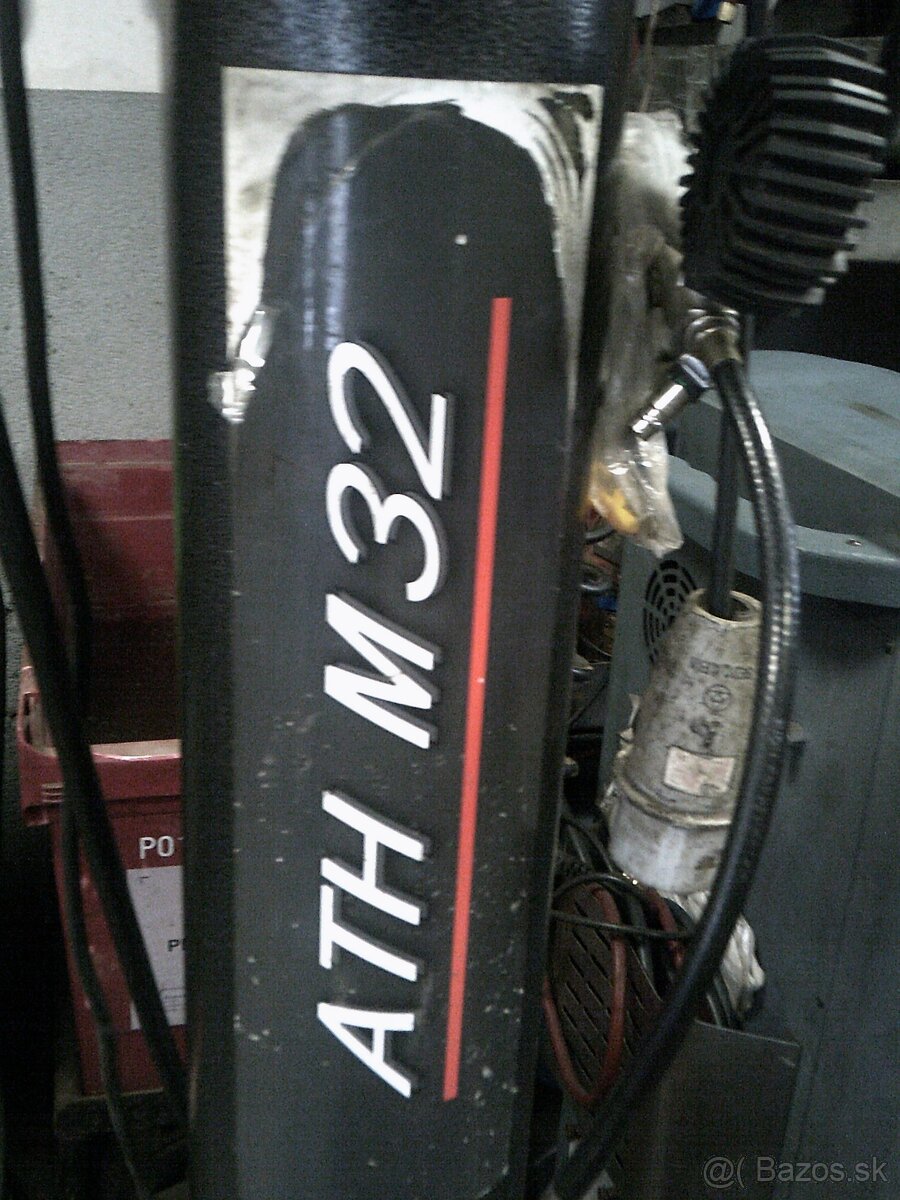 ATH M32
PO
@( Bazos.sk